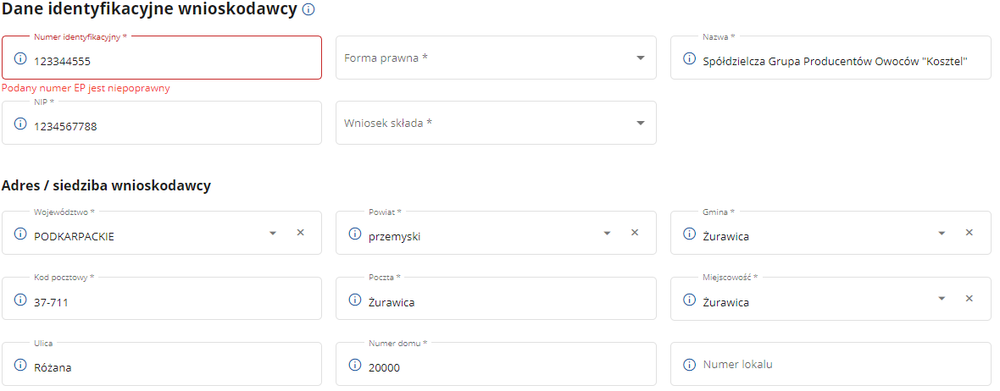 Dane identyfikacyjne wnioskodawcy
Numer identyfikacyjny *
123344555
Podany numer EP jest niepoprawny
Forma prawna *
Nazwa *
Spółdzielcza Grupa Producentów Owoców "Kosztel"
NIP *
1234567788
Wniosek składa *
Adres / siedziba wnioskodawcy
Województwo *
PODKARPACKIE
Powiat *
przemyski
Gmina *
Żurawica
Kod pocztowy *
37-711
Poczta *
Żurawica
Miejscowość *
Żurawica
Ulica
Różana
Numer domu *
20000
Numer lokalu